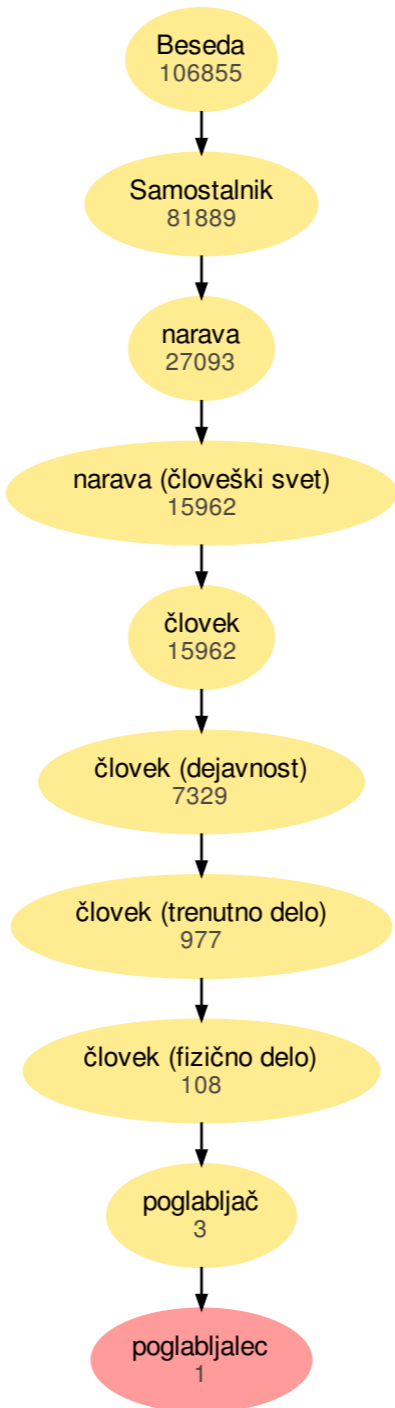 Beseda
106855
Samostalnik
81889
narava
27093
narava (človeški svet)
15962
človek
15962
človek (dejavnost)
7329
človek (trenutno delo)
977
človek (fizično delo)
108
poglabljač
3
poglabljalec
1